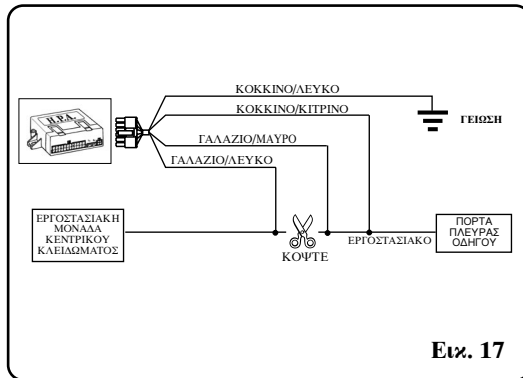 H.P.A.
ΚΟΚΚΙΝΟ/ΛΕΥΚΟ
ΚΟΚΚΙΝΟ/ΚΙΤΡΙΝΟ
ΓΕΙΩΣΗ
ΓΑΛΑΖΙΟ/ΜΑΥΡΟ
ΓΑΛΑΖΙΟ/ΛΕΥΚΟ
ΕΡΓΟΣΤΑΣΙΑΚΗ
ΜΟΝΑΔΑ
ΚΕΝΤΡΙΚΟΥ
ΚΛΕΙΔΩΜΑΤΟΣ
ΚΟΨΤΕ
ΕΡΓΟΣΤΑΣΙΑΚΟ
ΠΟΡΤΑ
ΠΛΕΥΡΑΣ
ΟΔΗΓΟΥ
Εικ. 17